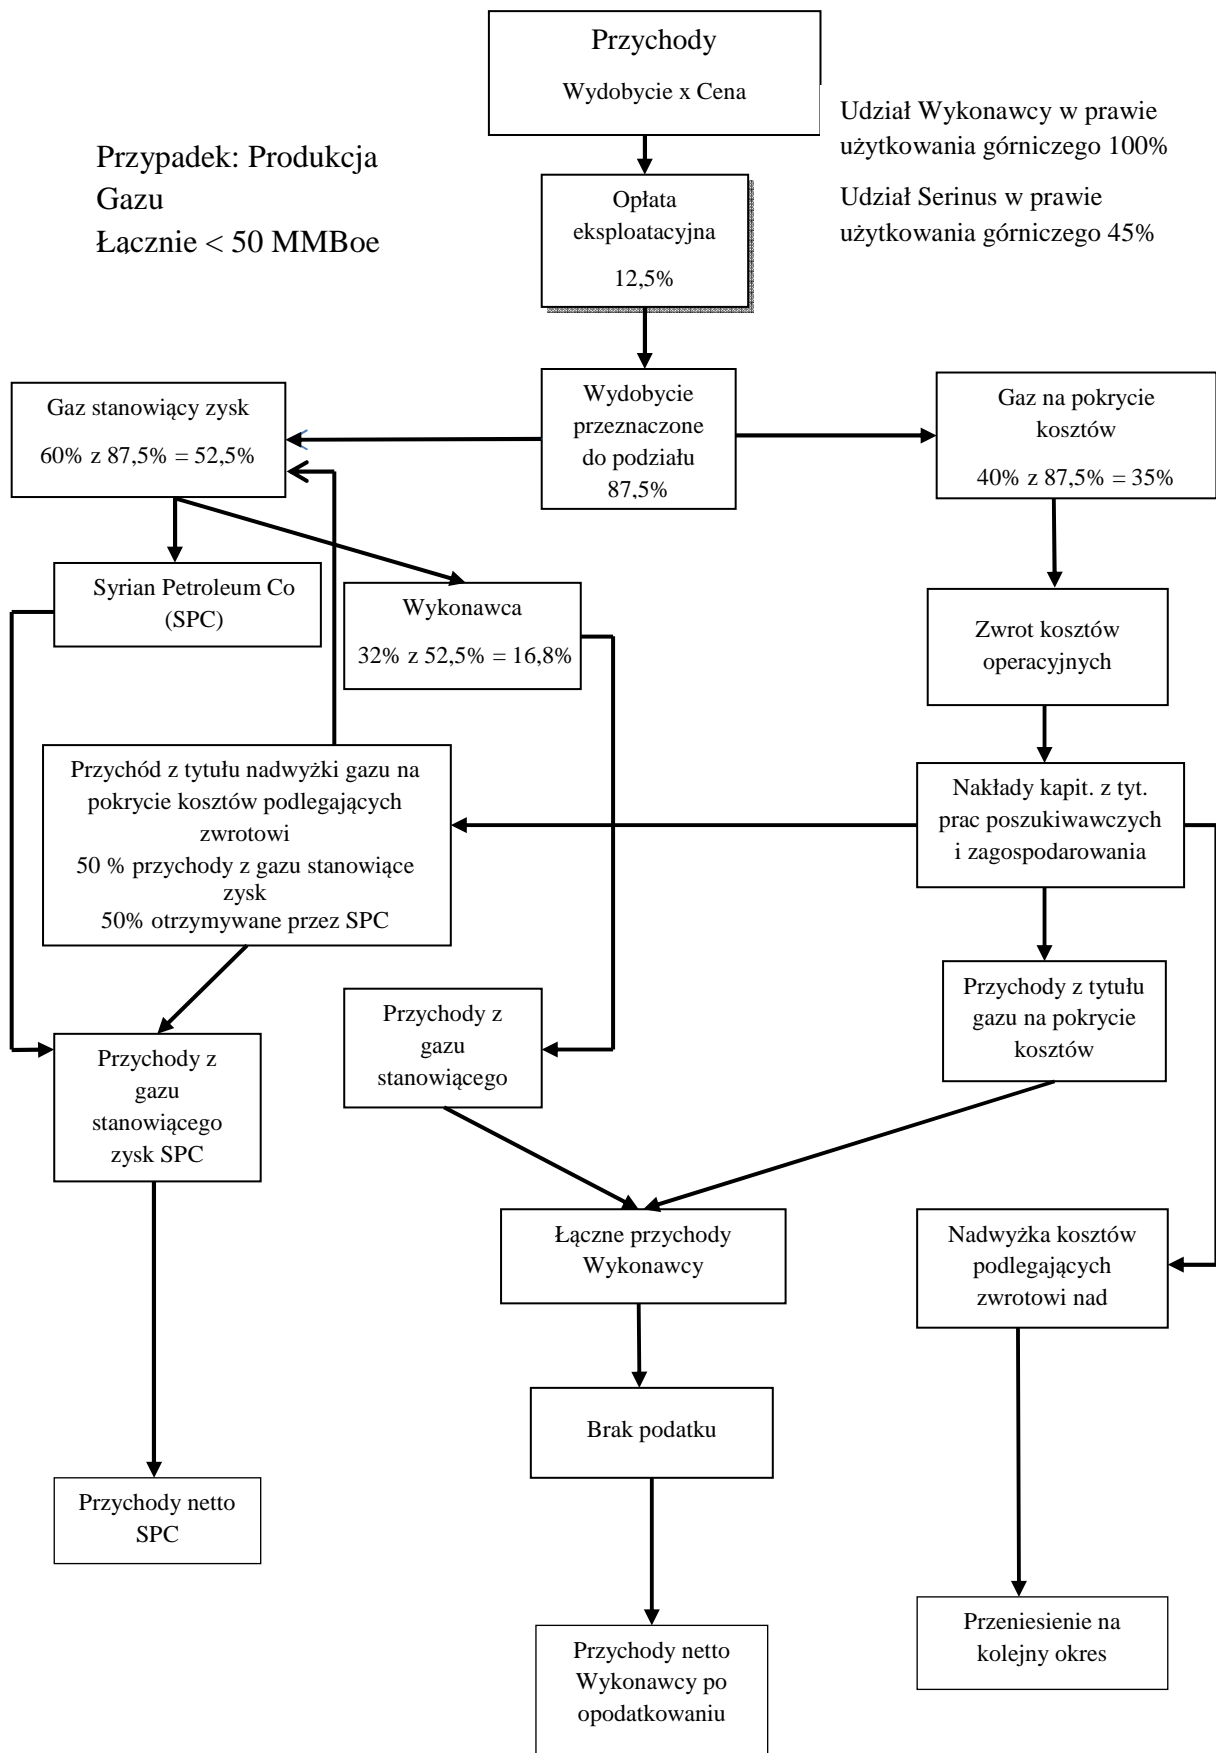 Przychody
Wydobycie x Cena
Udział Wykonawcy w prawie
użytkowania górniczego 100%
Udział Serinus w prawie
użytkowania górniczego 45%
Przypadek: Produkcja
Gazu
Łącznie < 50 MMBoe
Opłata
eksploatacyjna
12,5%
Gaz stanowiący zysk
60% z 87,5% = 52,5%
Wydobycie
przeznaczone
do podziału
87,5%
Gaz na pokrycie
kosztów
40% z 87,5% = 35%
Syrian Petroleum Co
(SPC)
Wykonawca
32% z 52,5% = 16,8%
Zwrot kosztów
operacyjnych
Przychód z tytułu nadwyżki gazu na
pokrycie kosztów podlegających
zwrotowi
50 % przychody z gazu stanowiące
zysk
50% otrzymywane przez SPC
Nakłady kapit. z tyt.
prac poszukiwawczych
i zagospodarowania
Przychody z
gazu
stanowiącego
zysk SPC
Przychody z
gazu
stanowiącego
Przychody z tytułu
gazu na pokrycie
kosztów
Łączne przychody
Wykonawcy
Nadwyżka kosztów
podlegających
zwrotowi nad
Brak podatku
Przychody netto
SPC
Przychody netto
Wykonawcy po
opodatkowaniu
Przeniesienie na
kolejny okres